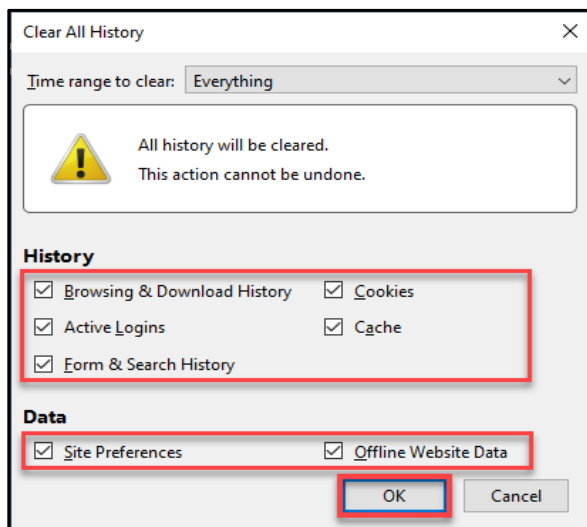 Clear All History
Time range to clear: Everything
All history will be cleared.
This action cannot be undone.
History
Browsing & Download History Cookies
Active Logins Cache
Form & Search History
Data
Site Preferences Offline Website Data
OK Cancel